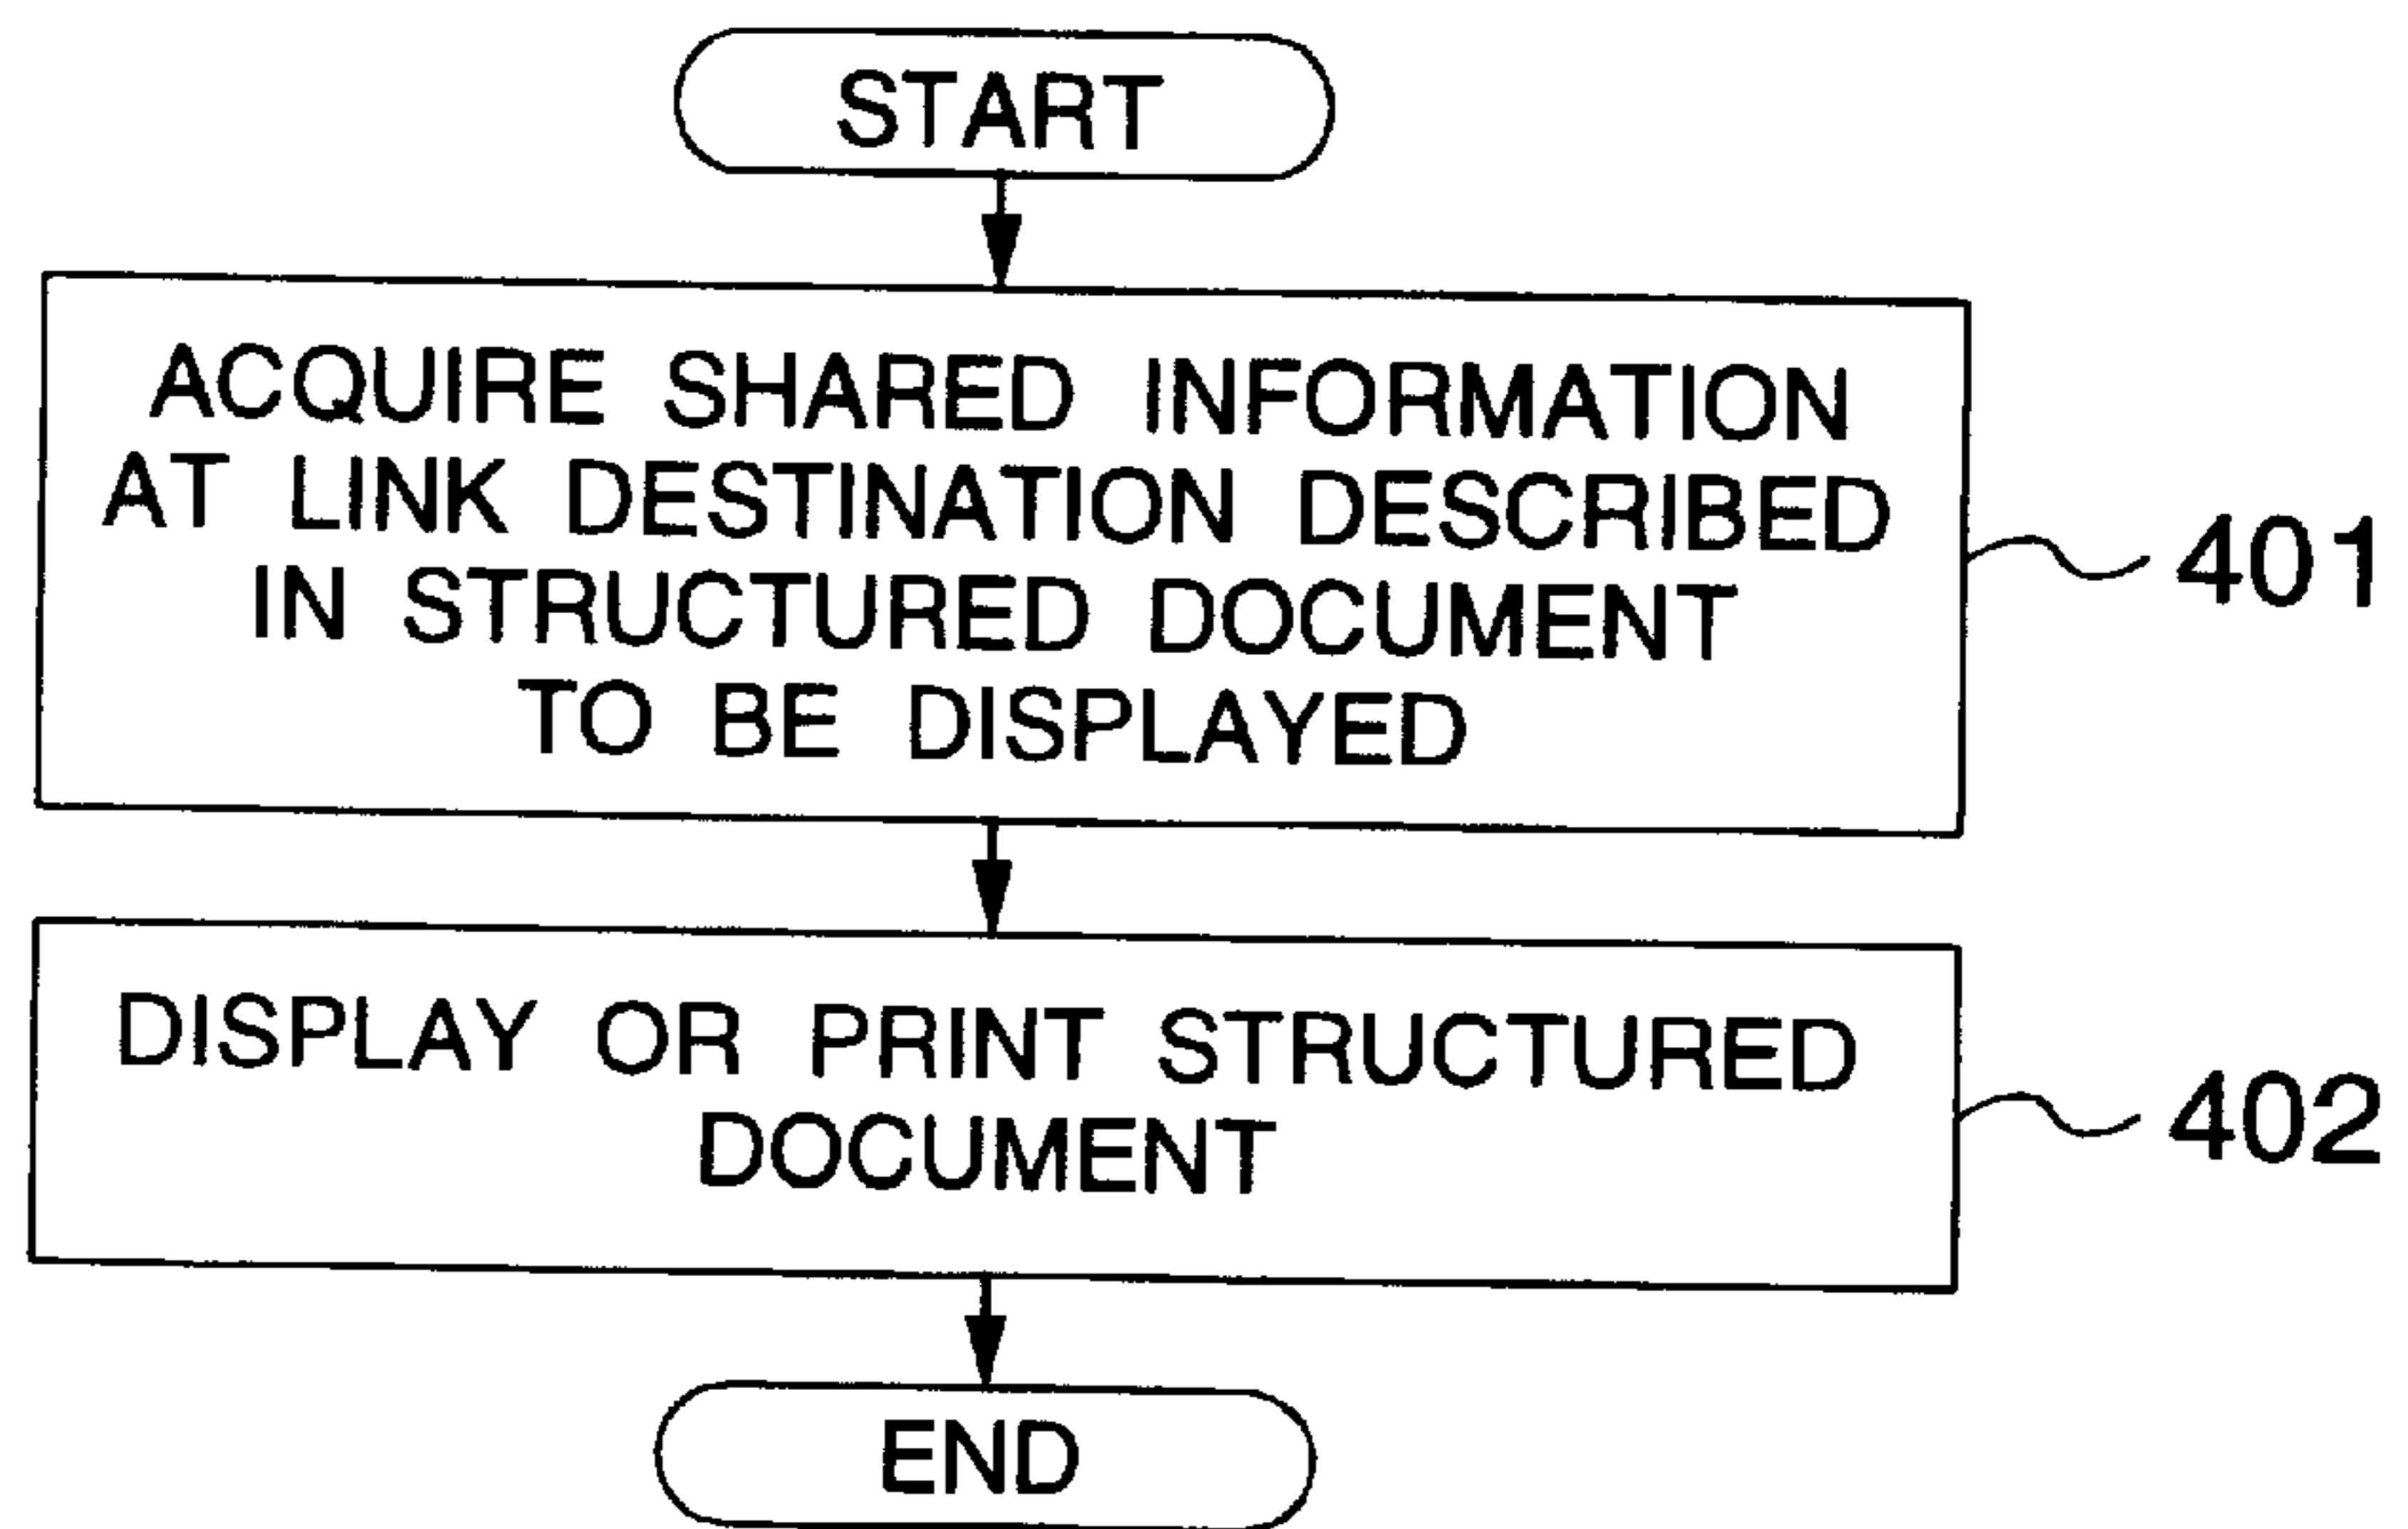 START
ACQUIRE SHARED INFORMATION
AT LINK DESTINATION DESCRIBED
IN STRUCTURED DOCUMENT
TO BE DISPLAYED
401
DISPLAY OR PRINT STRUCTURED
DOCUMENT
402
END